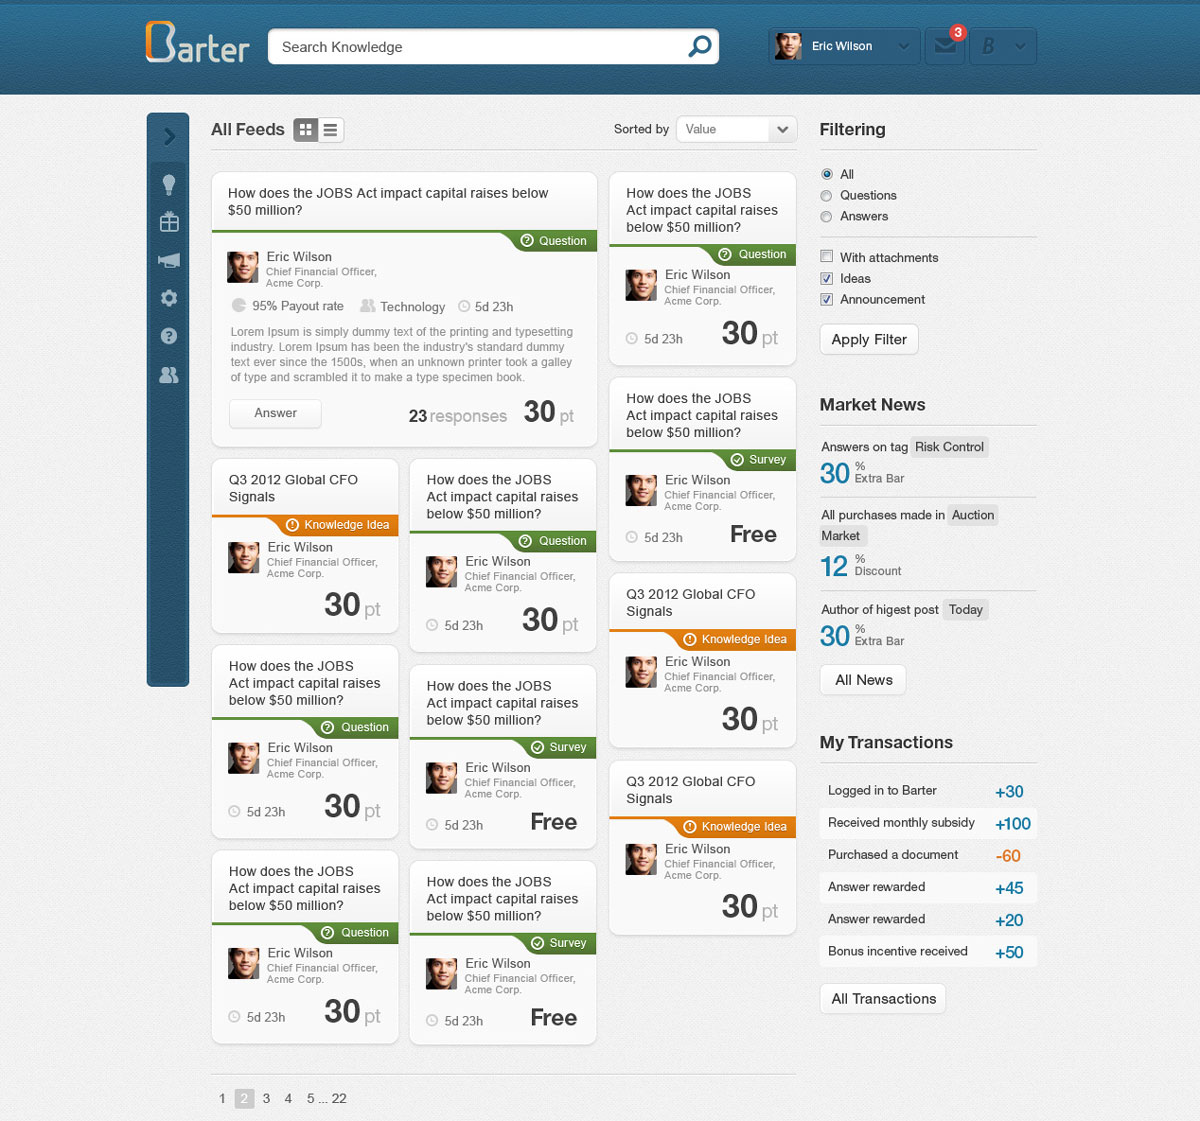 Barter
Search Knowledge
Eric Wilson
3
B
All Feeds
Sorted by
Value
How does the JOBS Act impact capital raises below
$50 million?
Question
Eric Wilson
Chief Financial Officer,
Acme Corp.
95% Payout rate
Technology
5d 23h
Lorem Ipsum is simply dummy text of the printing and typesetting
industry. Lorem Ipsum has been the industry's standard dummy
text ever since the 1500s, when an unknown printer took a galley
of type and scrambled it to make a type specimen book.
Answer
23 responses
30 pt
Q3 2012 Global CFO
Signals
Knowledge Idea
Eric Wilson
Chief Financial Officer,
Acme Corp.
30 pt
How does the JOBS
Act impact capital raises
below $50 million?
Question
Eric Wilson
Chief Financial Officer,
Acme Corp.
5d 23h
30 pt
How does the JOBS
Act impact capital raises
below $50 million?
Question
Eric Wilson
Chief Financial Officer,
Acme Corp.
5d 23h
30 pt
How does the JOBS
Act impact capital raises
below $50 million?
Question
Eric Wilson
Chief Financial Officer,
Acme Corp.
5d 23h
30 pt
How does the JOBS
Act impact capital raises
below $50 million?
Survey
Eric Wilson
Chief Financial Officer,
Acme Corp.
5d 23h
Free
How does the JOBS
Act impact capital raises
below $50 million?
Survey
Eric Wilson
Chief Financial Officer,
Acme Corp.
5d 23h
Free
How does the JOBS
Act impact capital raises
below $50 million?
Question
Eric Wilson
Chief Financial Officer,
Acme Corp.
5d 23h
30 pt
How does the JOBS
Act impact capital raises
below $50 million?
Survey
Eric Wilson
Chief Financial Officer,
Acme Corp.
5d 23h
Free
Q3 2012 Global CFO
Signals
Knowledge Idea
Eric Wilson
Chief Financial Officer,
Acme Corp.
30 pt
Q3 2012 Global CFO
Signals
Knowledge Idea
Eric Wilson
Chief Financial Officer,
Acme Corp.
30 pt
1 2 3 4 5 ... 22
Filtering
All
Questions
Answers
With attachments
Ideas
Announcement
Apply Filter
Market News
Answers on tag Risk Control
30 % Extra Bar
All purchases made in Auction
Market
12 % Discount
Author of higest post Today
30 % Extra Bar
All News
My Transactions
Logged in to Barter +30
Received monthly subsidy +100
Purchased a document -60
Answer rewarded +45
Answer rewarded +20
Bonus incentive received +50
All Transactions